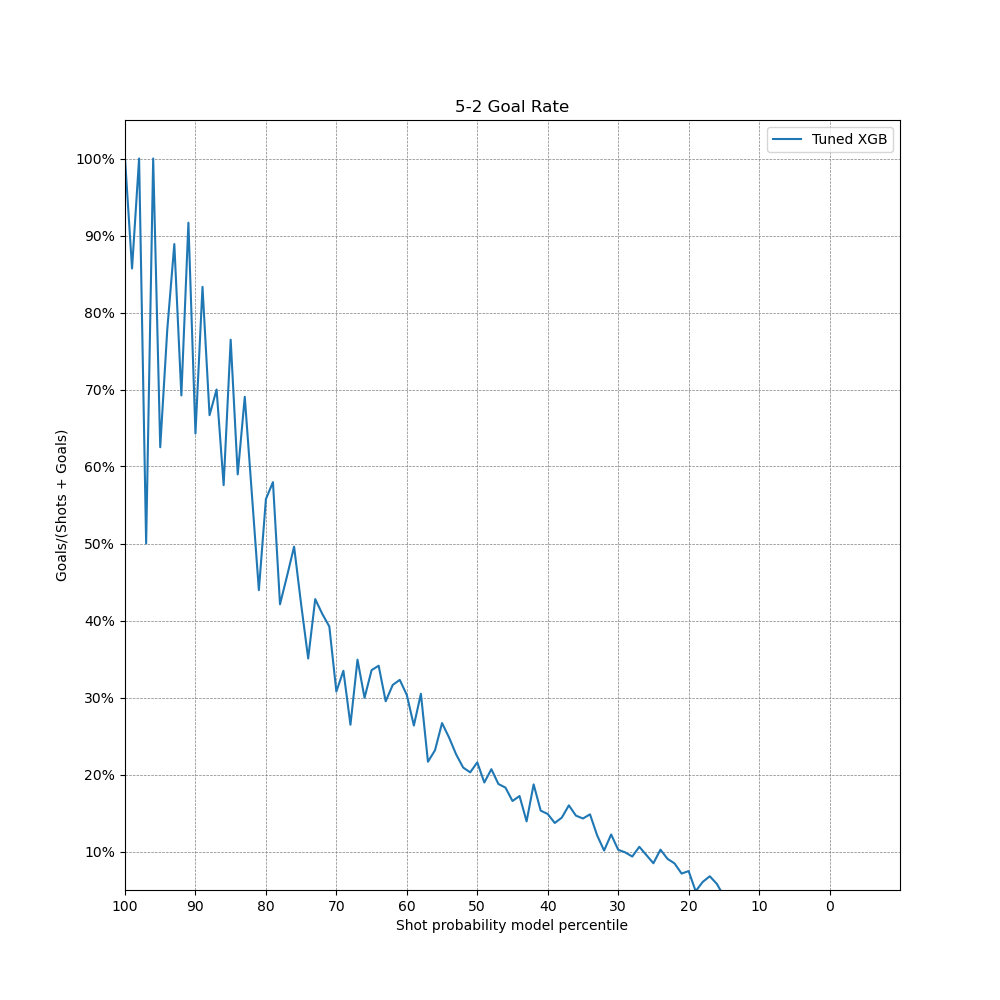 5-2 Goal Rate
Tuned XGB
100%
90%
80%
70%
60%
50%
40%
30%
20%
10%
Goals/(Shots + Goals)
100 90 80 70 60 50 40 30 20 10 0
Shot probability model percentile